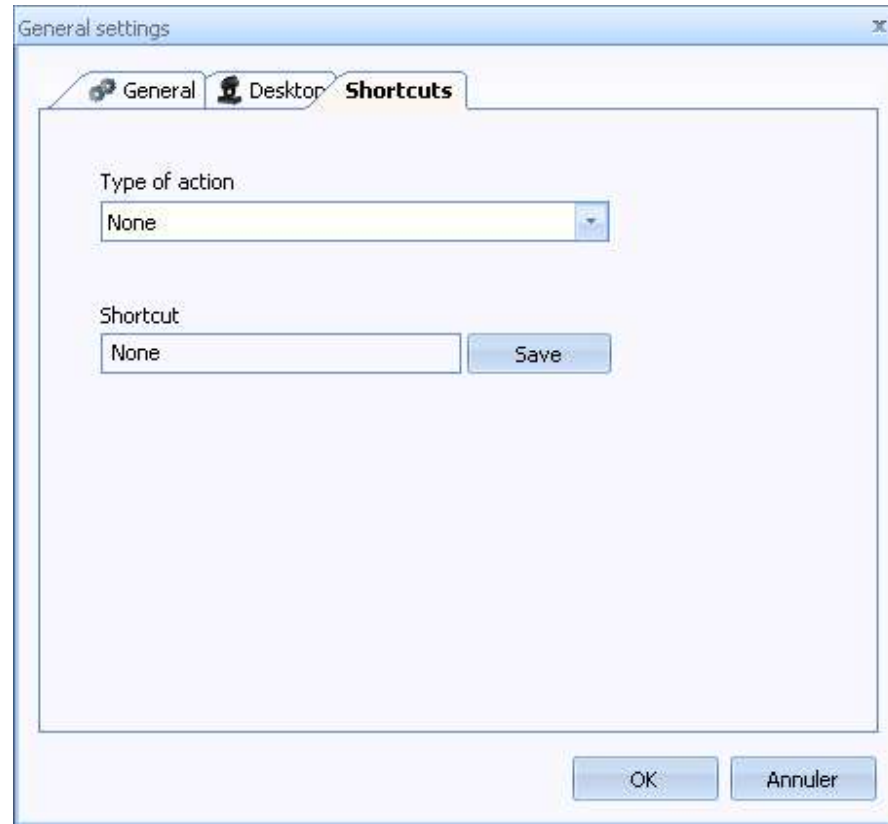 General settings
General Desktop Shortcuts
Type of action
None
Shortcut
None Save
OK Annuler